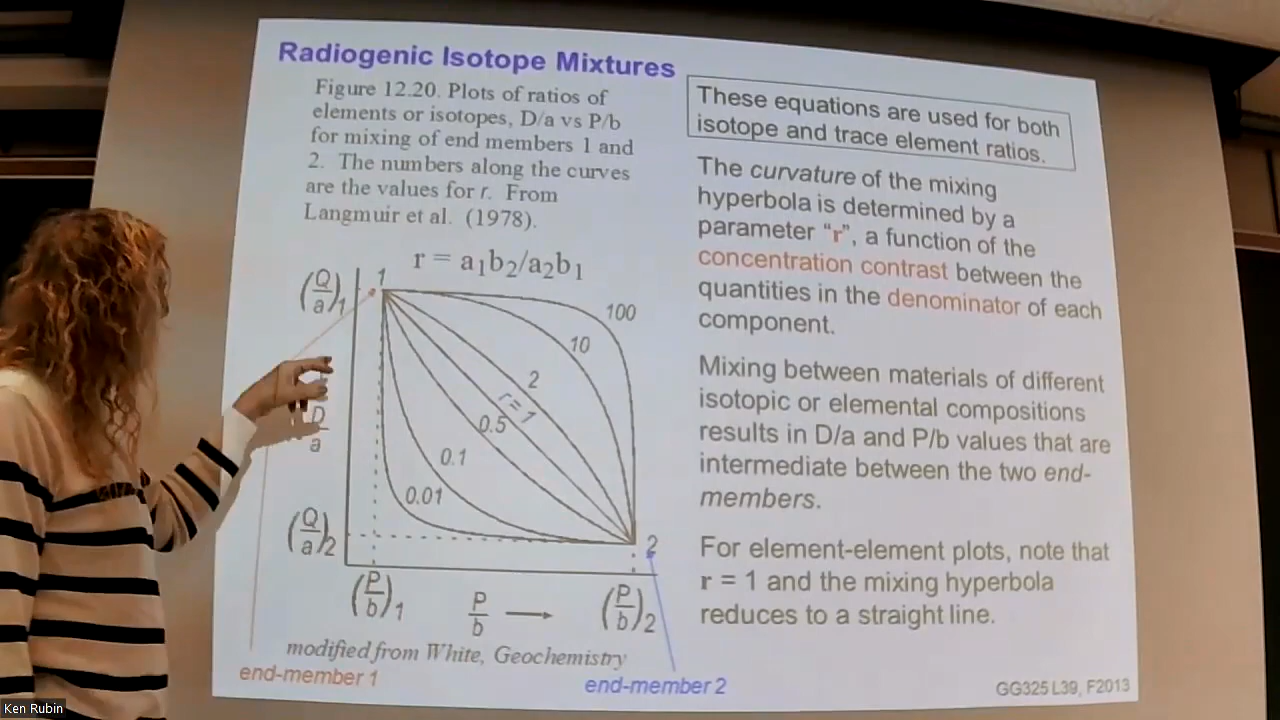 Radiogenic Isotope Mixtures
Figure 12.20. Plots of ratios of
elements or isotopes, D/a vs P/b
for mixing of end members 1 and
2. The numbers along the curves
are the values for r. From
Langmuir et al. (1978).
r = a₁b₂/a₂b₁
(Q/a)₁
1
100
10
2
r = 1
0.5
0.1
0.01
D/a
(Q/a)₂
2
(P/b)₁
P/b →
(P/b)₂
modified from White, Geochemistry
end-member 1
end-member 2
These equations are used for both
isotope and trace element ratios.
The curvature of the mixing
hyperbola is determined by a
parameter “r”, a function of the
concentration contrast between the
quantities in the denominator of each
component.
Mixing between materials of different
isotopic or elemental compositions
results in D/a and P/b values that are
intermediate between the two end-
members.
For element-element plots, note that
r = 1 and the mixing hyperbola
reduces to a straight line.
GG325 L39, F2013
Ken Rubin